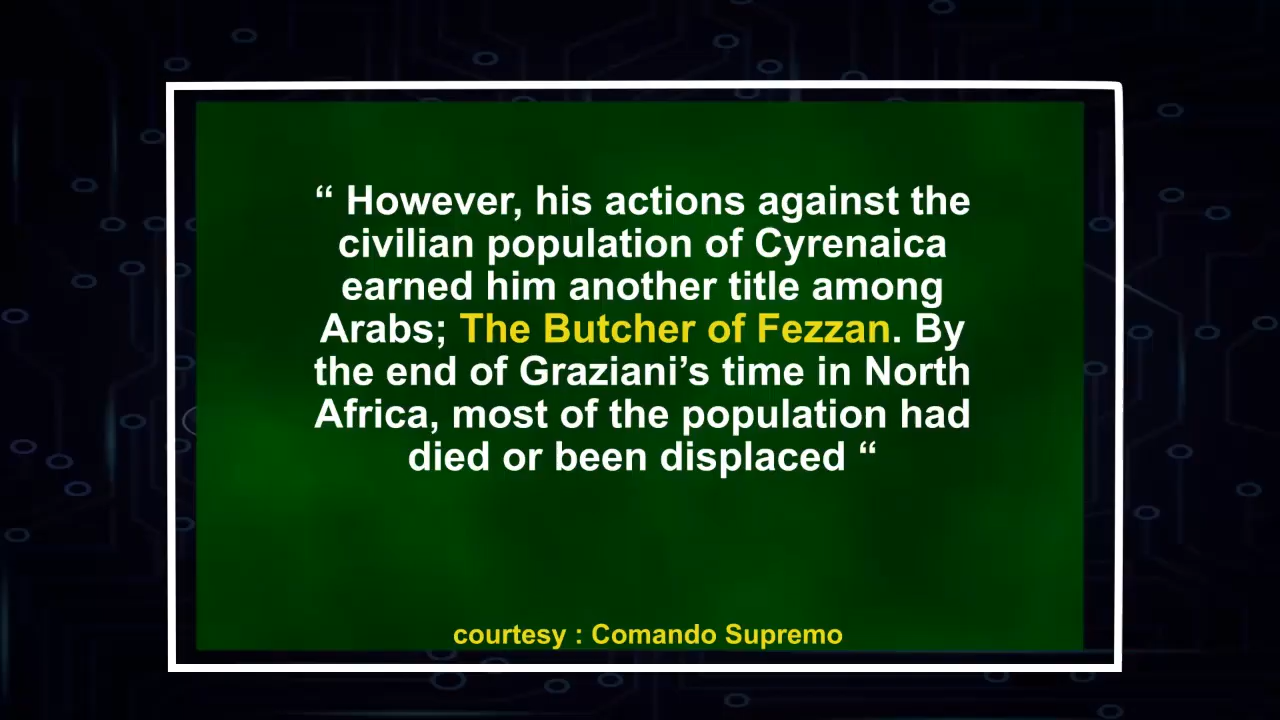 “ However, his actions against the
civilian population of Cyrenaica
earned him another title among
Arabs; The Butcher of Fezzan. By
the end of Graziani’s time in North
Africa, most of the population had
died or been displaced “
courtesy : Comando Supremo